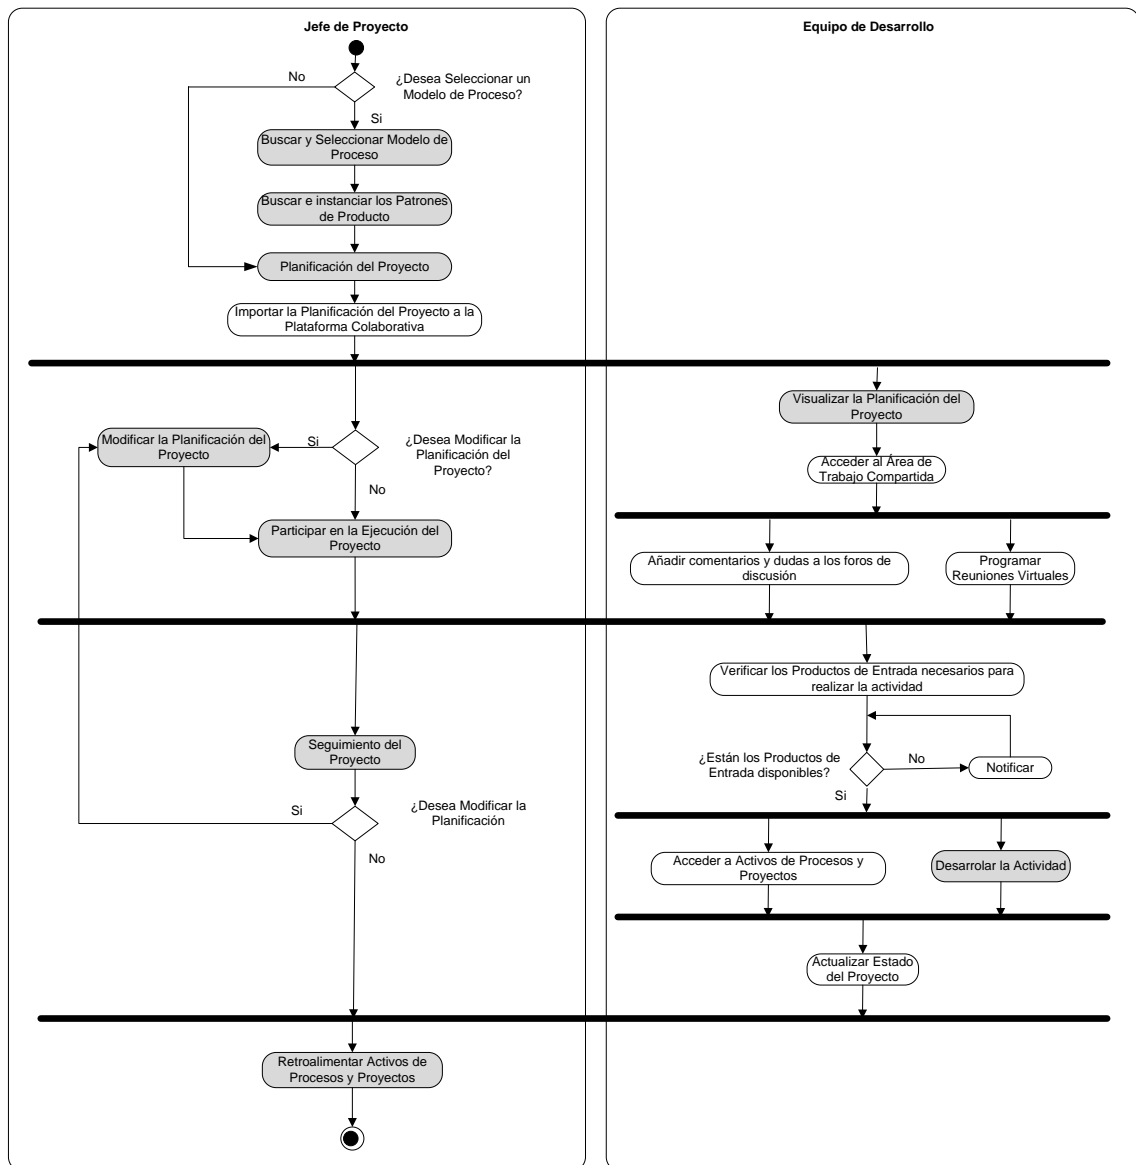 Jefe de Proyecto
Equipo de Desarrollo
No
¿Desea Seleccionar un
Modelo de Proceso?
Si
Buscar y Seleccionar Modelo de
Proceso
Buscar e instanciar los Patrones
de Producto
Planificación del Proyecto
Importar la Planificación del Proyecto a la
Plataforma Colaborativa
Visualizar la Planificación del
Proyecto
Modificar la Planificación del
Proyecto
Si
¿Desea Modificar la
Planificación del
Proyecto?
No
Acceder al Área de
Trabajo Compartida
Participar en la Ejecución del
Proyecto
Añadir comentarios y dudas a los foros de
discusión
Programar
Reuniones Virtuales
Verificar los Productos de Entrada necesarios para
realizar la actividad
Seguimiento del
Proyecto
¿Están los Productos de
Entrada disponibles?
No
Notificar
Si
Si
¿Desea Modificar la
Planificación
No
Acceder a Activos de Procesos y
Proyectos
Desarrolar la Actividad
Actualizar Estado
del Proyecto
Retroalimentar Activos de
Procesos y Proyectos